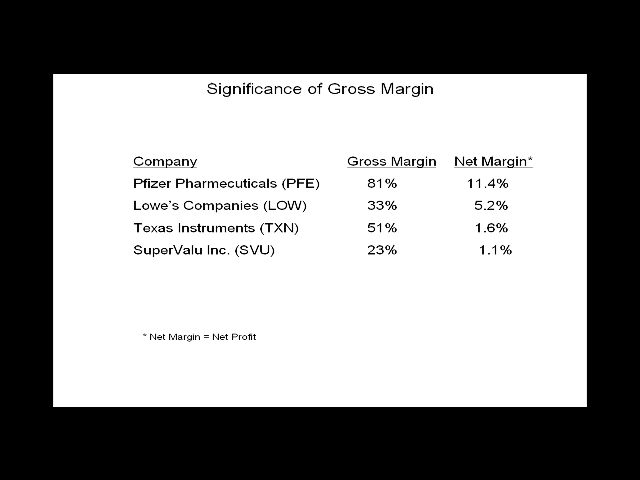 Significance of Gross Margin
Company Gross Margin Net Margin*
Pfizer Pharmecuticals (PFE) 81% 11.4%
Lowe's Companies (LOW) 33% 5.2%
Texas Instruments (TXN) 51% 1.6%
SuperValu Inc. (SVU) 23% 1.1%
* Net Margin = Net Profit